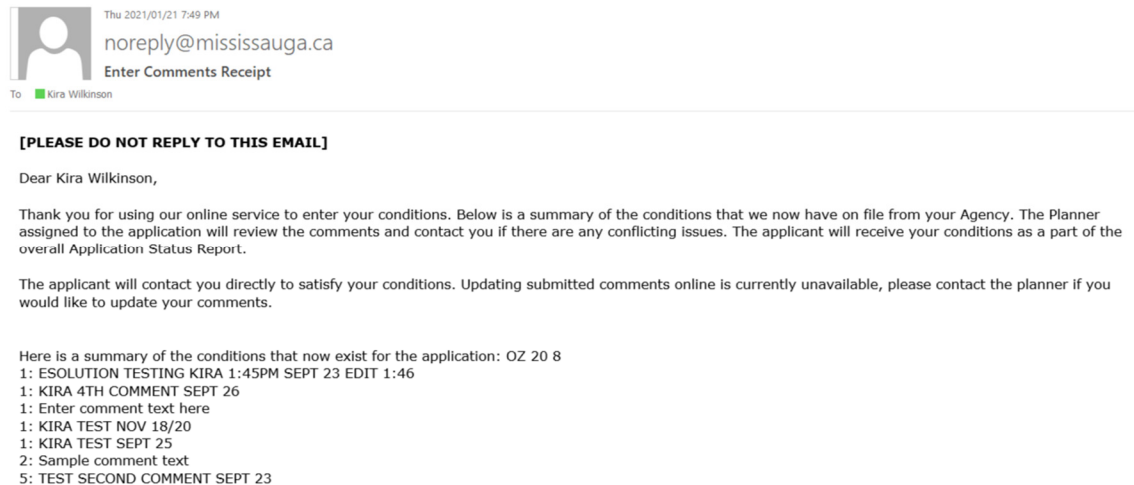 Thu 2021/01/21 7:49 PM
noreply@mississauga.ca
Enter Comments Receipt
To Kira Wilkinson
[PLEASE DO NOT REPLY TO THIS EMAIL]
Dear Kira Wilkinson,
Thank you for using our online service to enter your conditions. Below is a summary of the conditions that we now have on file from your Agency. The Planner
assigned to the application will review the comments and contact you if there are any conflicting issues. The applicant will receive your conditions as a part of the
overall Application Status Report.
The applicant will contact you directly to satisfy your conditions. Updating submitted comments online is currently unavailable, please contact the planner if you
would like to update your comments.
Here is a summary of the conditions that now exist for the application: OZ 20 8
1: ESOLUTION TESTING KIRA 1:45PM SEPT 23 EDIT 1:46
1: KIRA 4TH COMMENT SEPT 26
1: Enter comment text here
1: KIRA TEST NOV 18/20
1: KIRA TEST SEPT 25
2: Sample comment text
5: TEST SECOND COMMENT SEPT 23